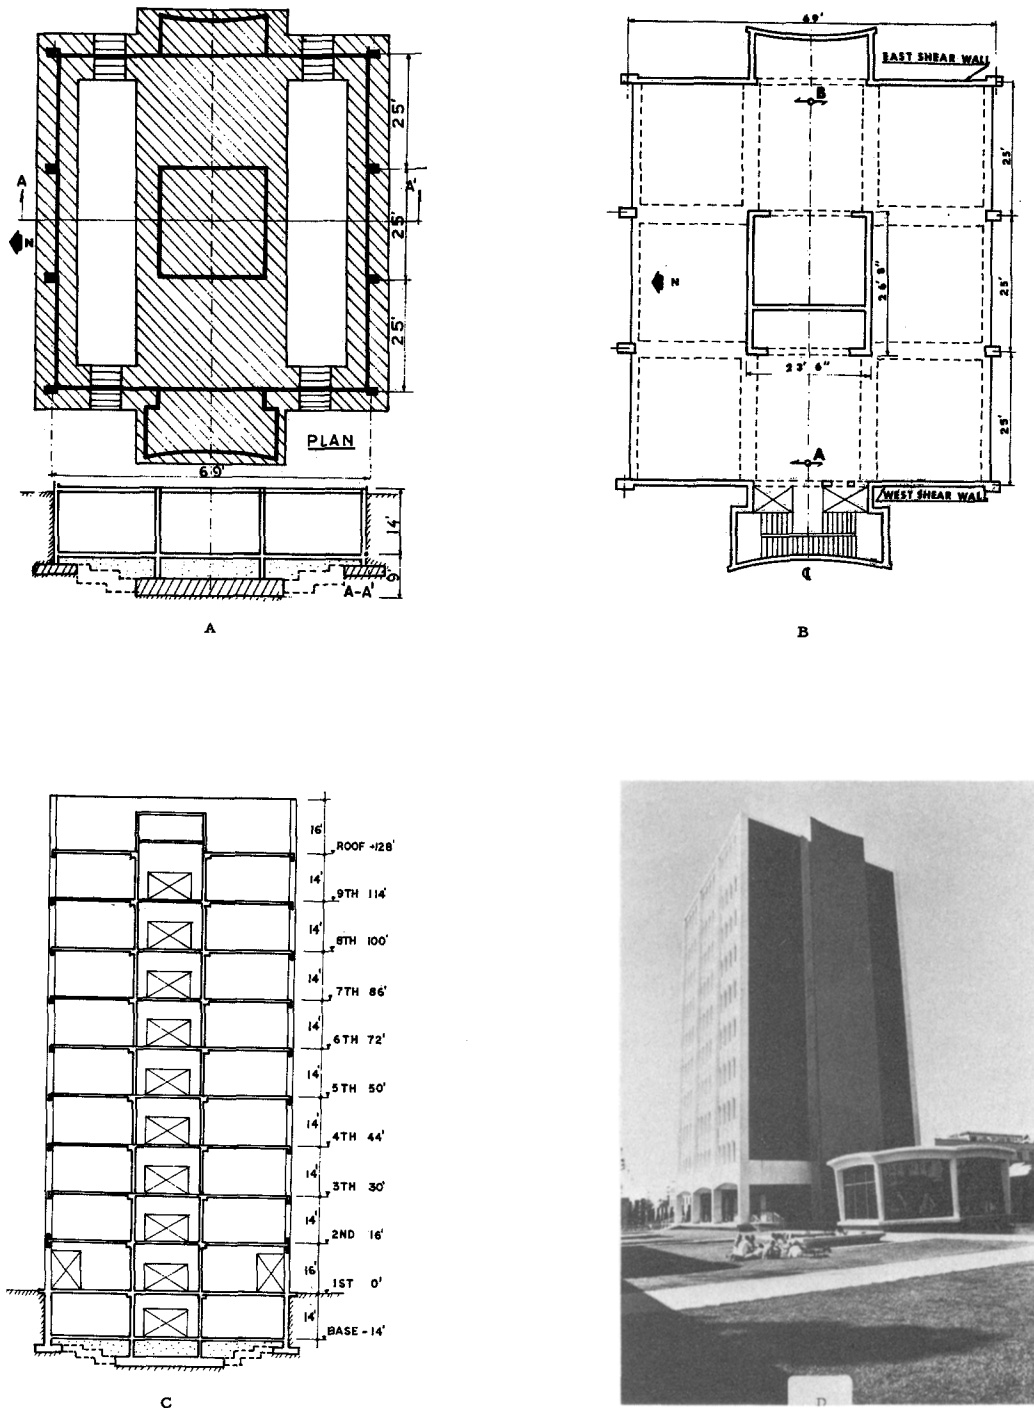 25'
A
A'
25'
N
25'
PLAN
69'
14'
9'
A-A'
A
69'
EAST SHEAR WALL
B
25'
N
26' 8"
25'
23' 6"
25'
A
WEST SHEAR WALL
℄
B
16'
ROOF +128'
14'
9TH 114'
14'
8TH 100'
14'
7TH 86'
14'
6TH 72'
14'
5TH 50'
14'
4TH 44'
14'
3TH 30'
14'
2ND 16'
16'
1ST 0'
14'
BASE - 14'
C
D